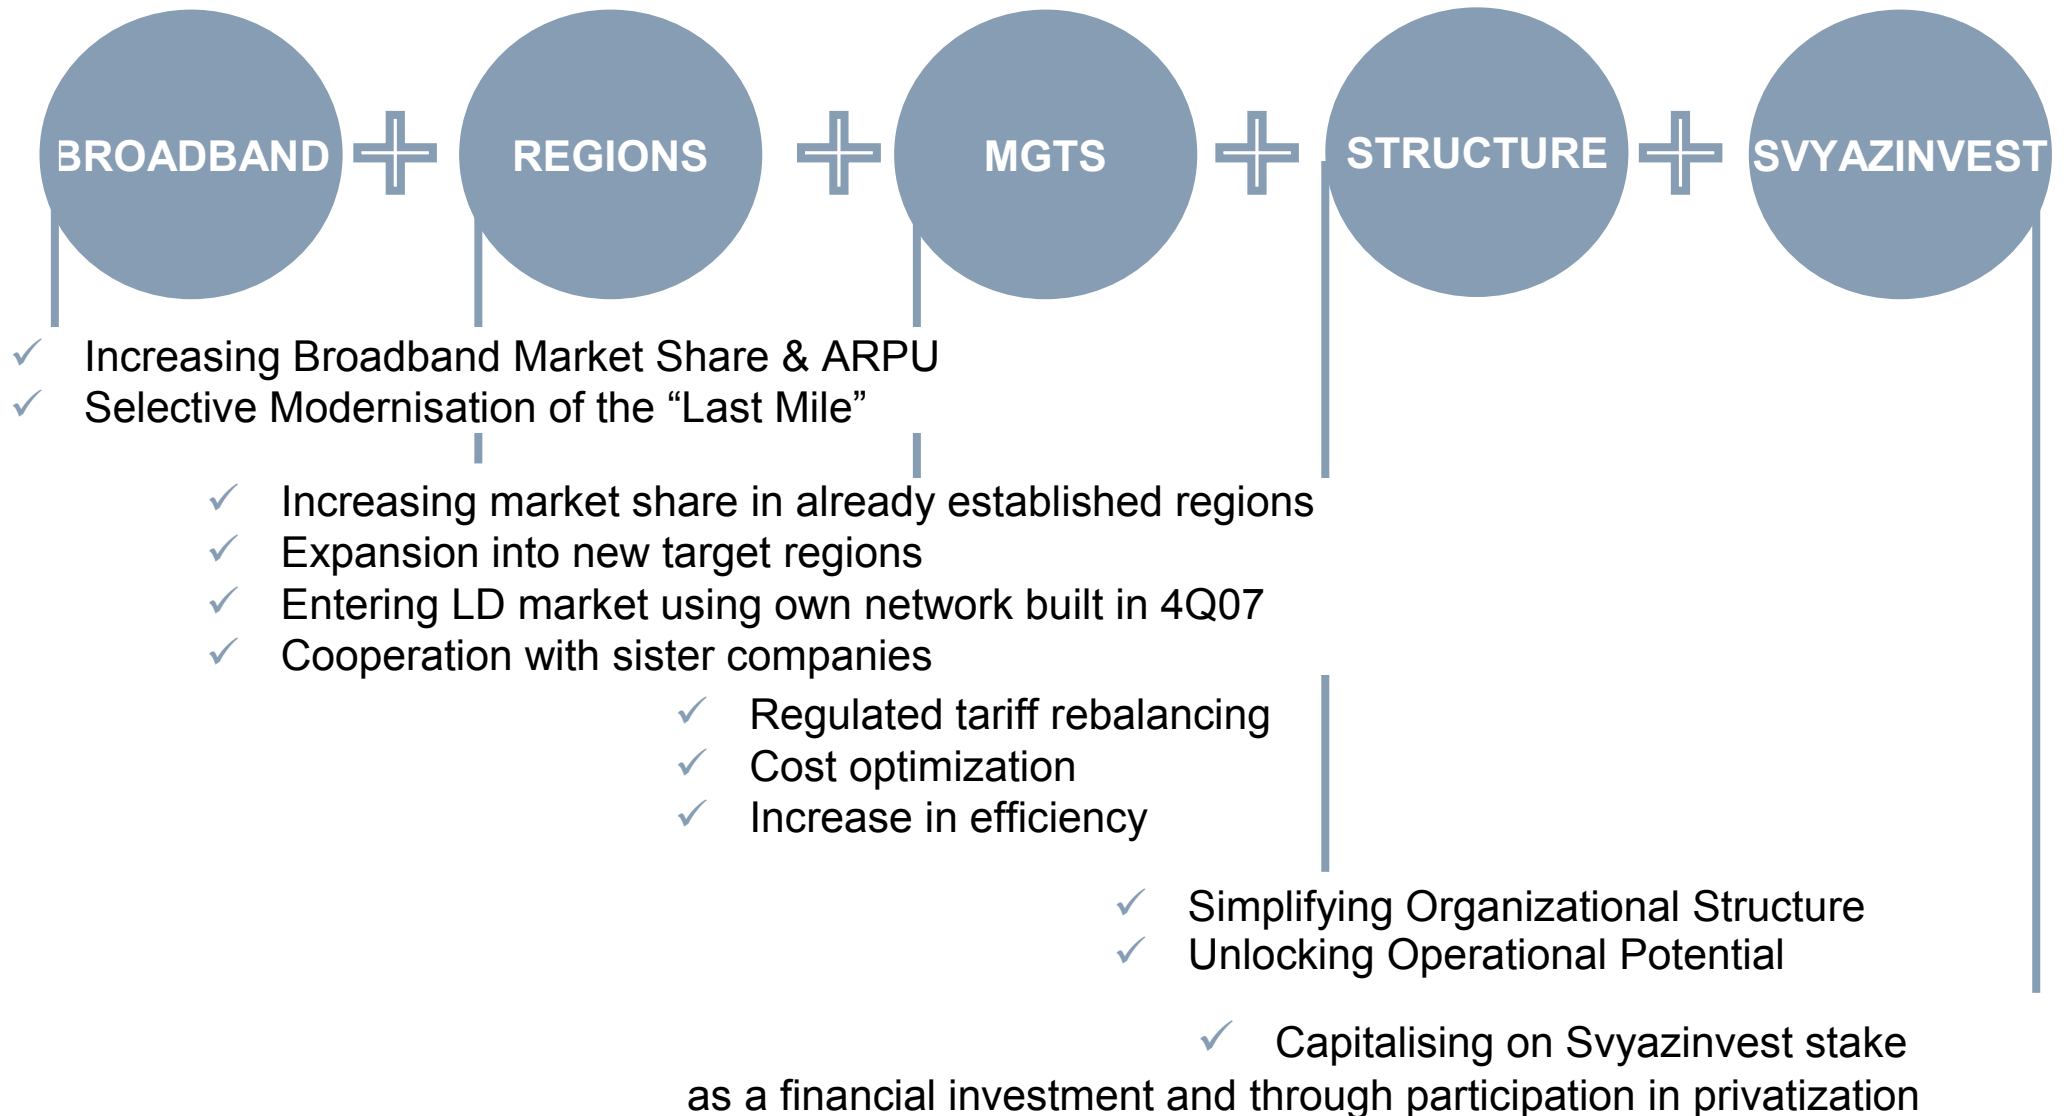 BROADBAND
REGIONS
MGTS
STRUCTURE
SVYAZINVEST
✓ Increasing Broadband Market Share & ARPU
✓ Selective Modernisation of the “Last Mile”
✓ Increasing market share in already established regions
✓ Expansion into new target regions
✓ Entering LD market using own network built in 4Q07
✓ Cooperation with sister companies
✓ Regulated tariff rebalancing
✓ Cost optimization
✓ Increase in efficiency
✓ Simplifying Organizational Structure
✓ Unlocking Operational Potential
✓ Capitalising on Svyazinvest stake
as a financial investment and through participation in privatization